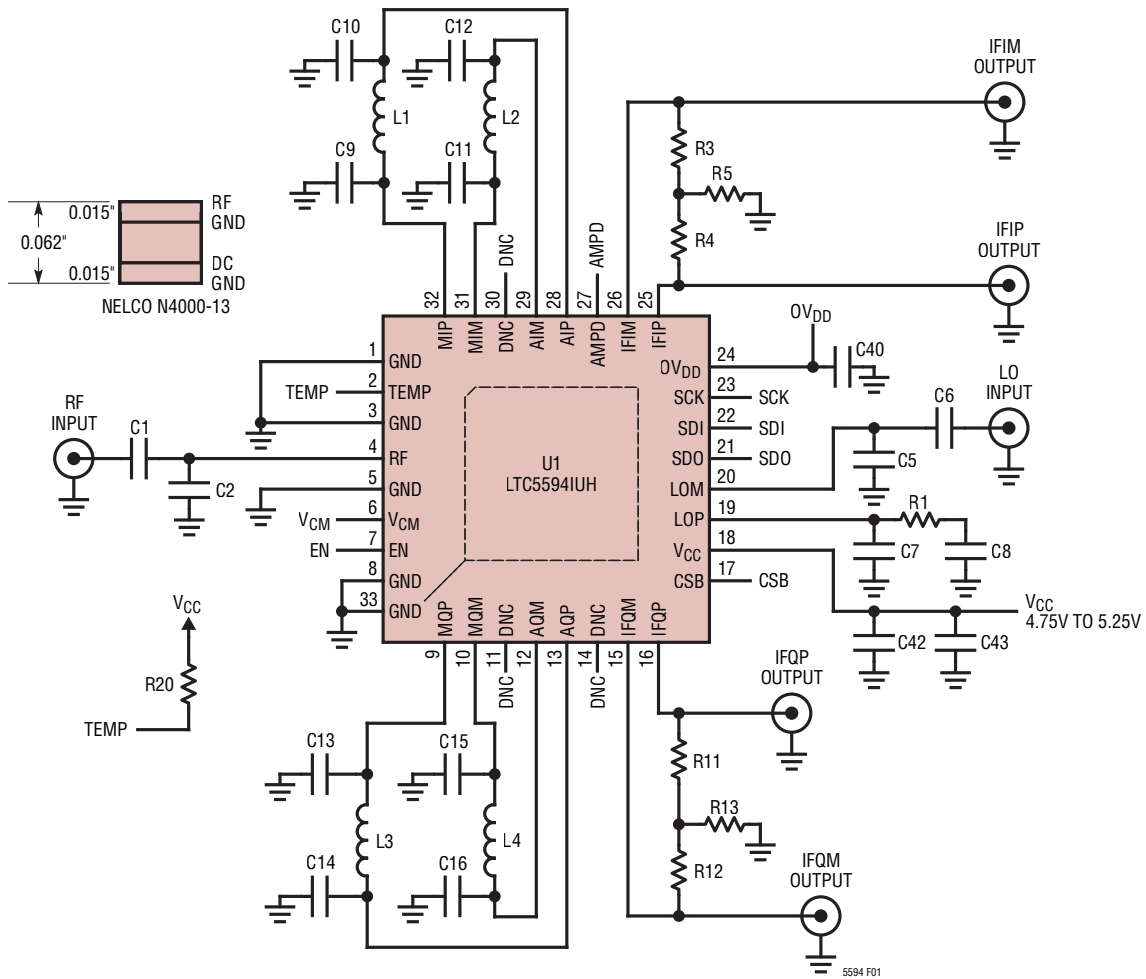 C10
C12
IFIM
OUTPUT
L1
L2
R3
C9
C11
R5
0.015"
RF
GND
0.062"
R4
IFIP
OUTPUT
0.015"
DC
GND
NELCO N4000-13
DNC
AMPD
32
31
30
29
28
27
26
25
MIP
MIM
DNC
AIM
AIP
AMPD
IFIM
IFIP
OVDD
C40
1
GND
OVDD
24
TEMP
2
TEMP
SCK
23
SCK
3
GND
SDI
22
SDI
RF
INPUT
C1
4
RF
SDO
21
SDO
C2
5
GND
LOM
20
C6
LO
INPUT
C5
VCM
6
VCM
LOP
19
R1
C7
C8
EN
7
EN
VCC
18
8
GND
CSB
17
CSB
33
GND
U1
LTC5594IUH
VCC
4.75V TO 5.25V
C42
C43
MQP
MQM
DNC
AQM
AQP
DNC
IFQM
IFQP
9
10
11
12
13
14
15
16
DNC
DNC
VCC
R20
TEMP
IFQP
OUTPUT
C13
C15
R11
L3
L4
R13
C14
C16
R12
IFQM
OUTPUT
5594 F01